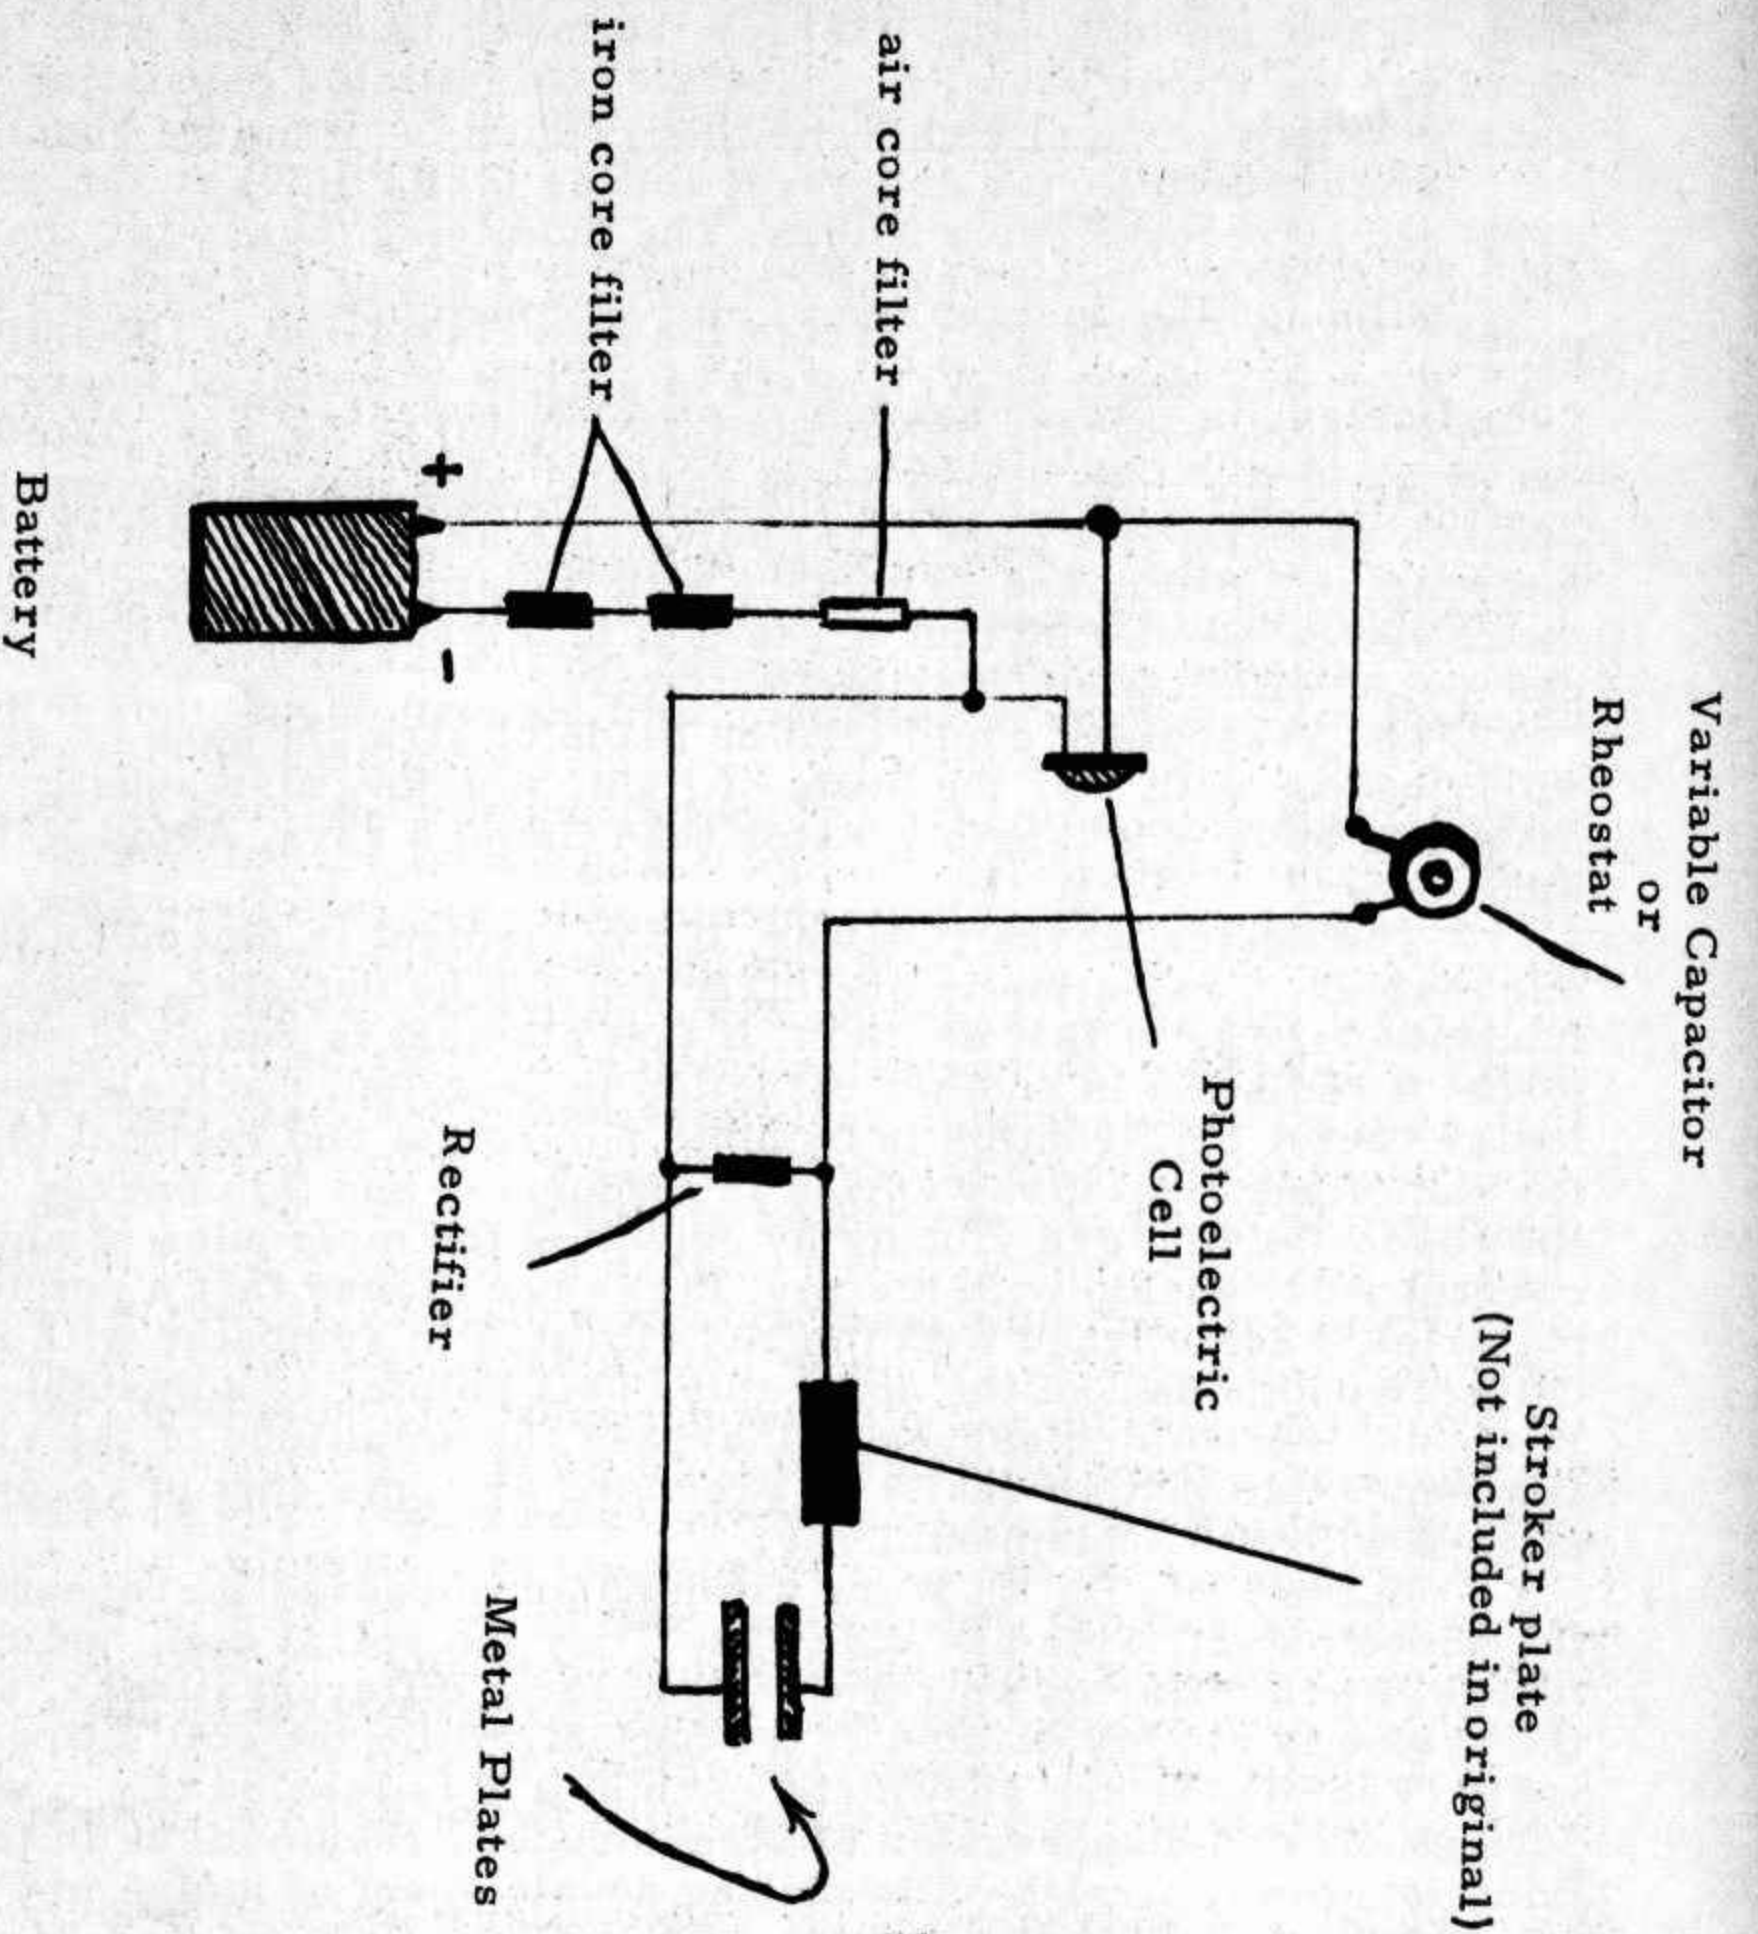 Variable Capacitor
or
Rheostat
Stroker plate
(Not included in original)
Photoelectric
Cell
air core filter
iron core filter
+
-
Rectifier
Metal Plates
Battery